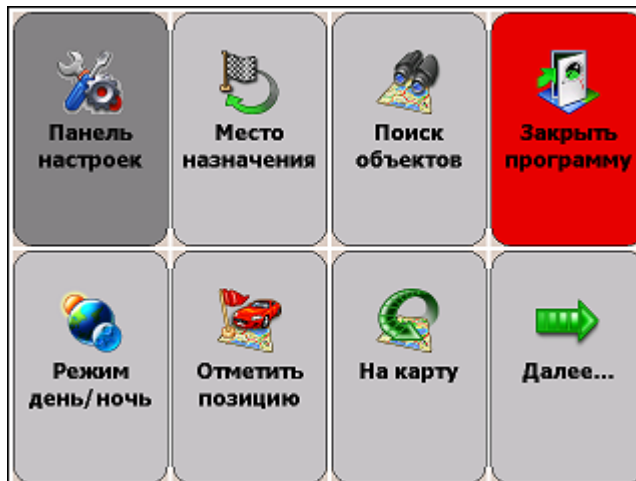 Панель
настроек
Место
назначения
Поиск
объектов
Закрыть
программу
Режим
день/ночь
Отметить
позицию
На карту
Далее...